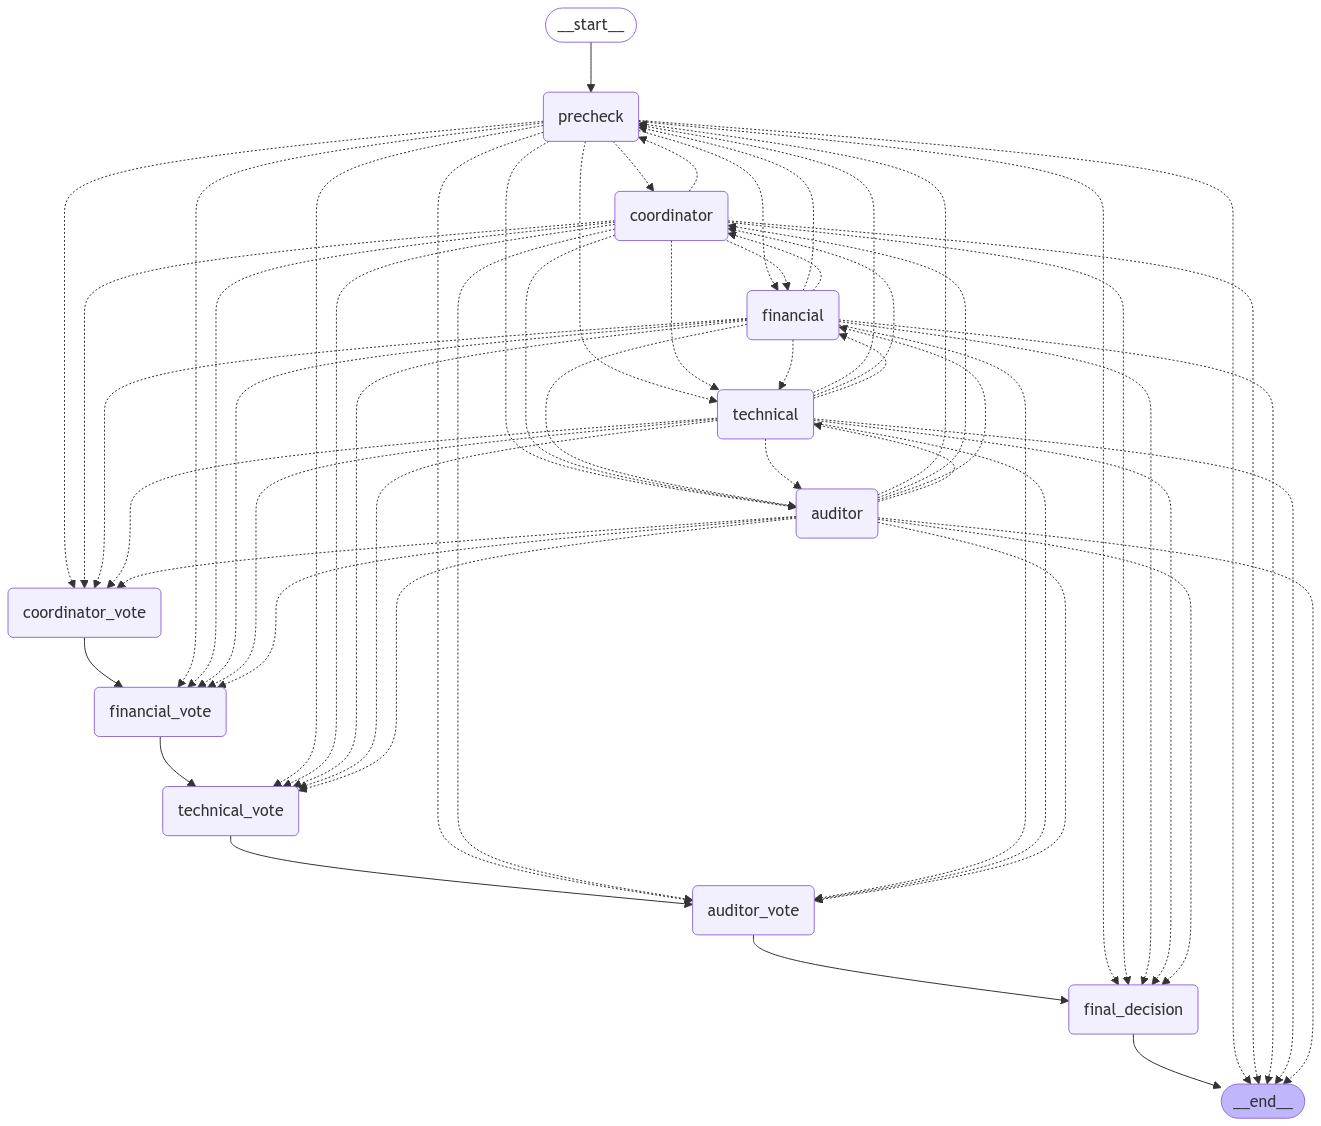 __start__
precheck
coordinator
financial
technical
auditor
coordinator_vote
financial_vote
technical_vote
auditor_vote
final_decision
__end__